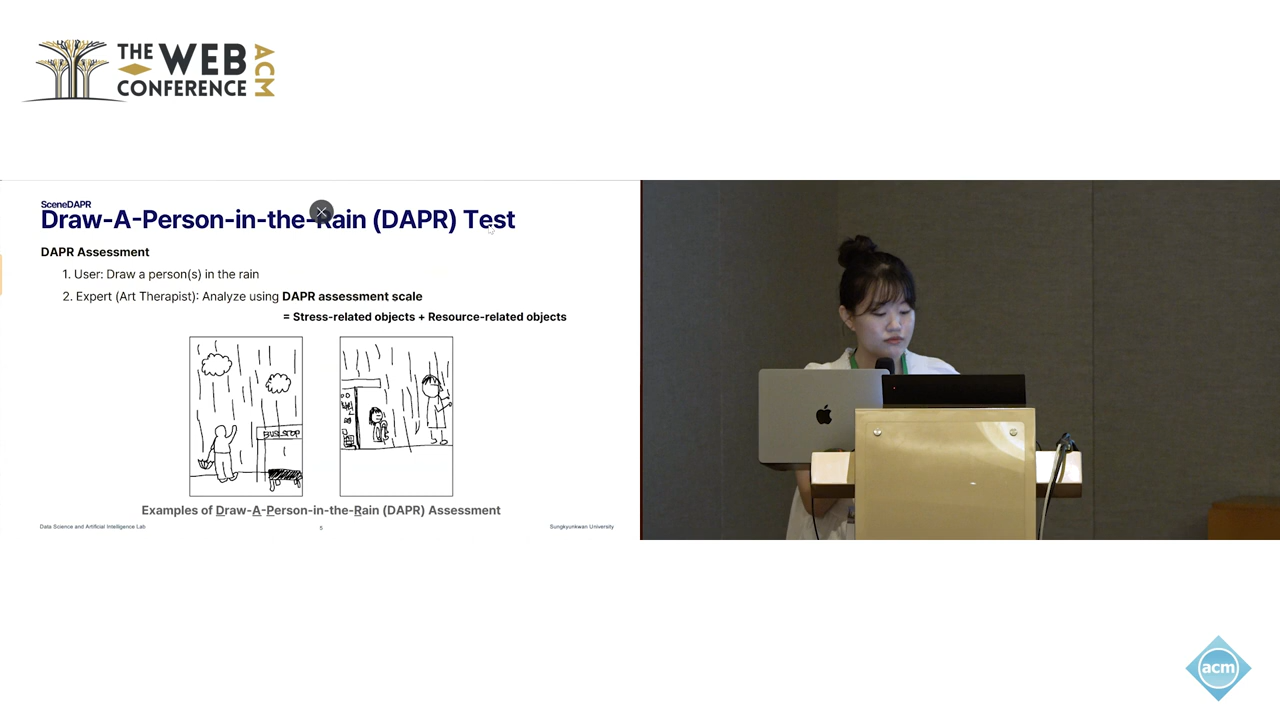 THE WEB
CONFERENCE
ACM
SceneDAPR
Draw-A-Person-in-the-Rain (DAPR) Test
DAPR Assessment
1. User: Draw a person(s) in the rain
2. Expert (Art Therapist): Analyze using DAPR assessment scale
= Stress-related objects + Resource-related objects
BUS STOP
Examples of Draw-A-Person-in-the-Rain (DAPR) Assessment
Data Science and Artificial Intelligence Lab
5
Sungkyunkwan University
acm